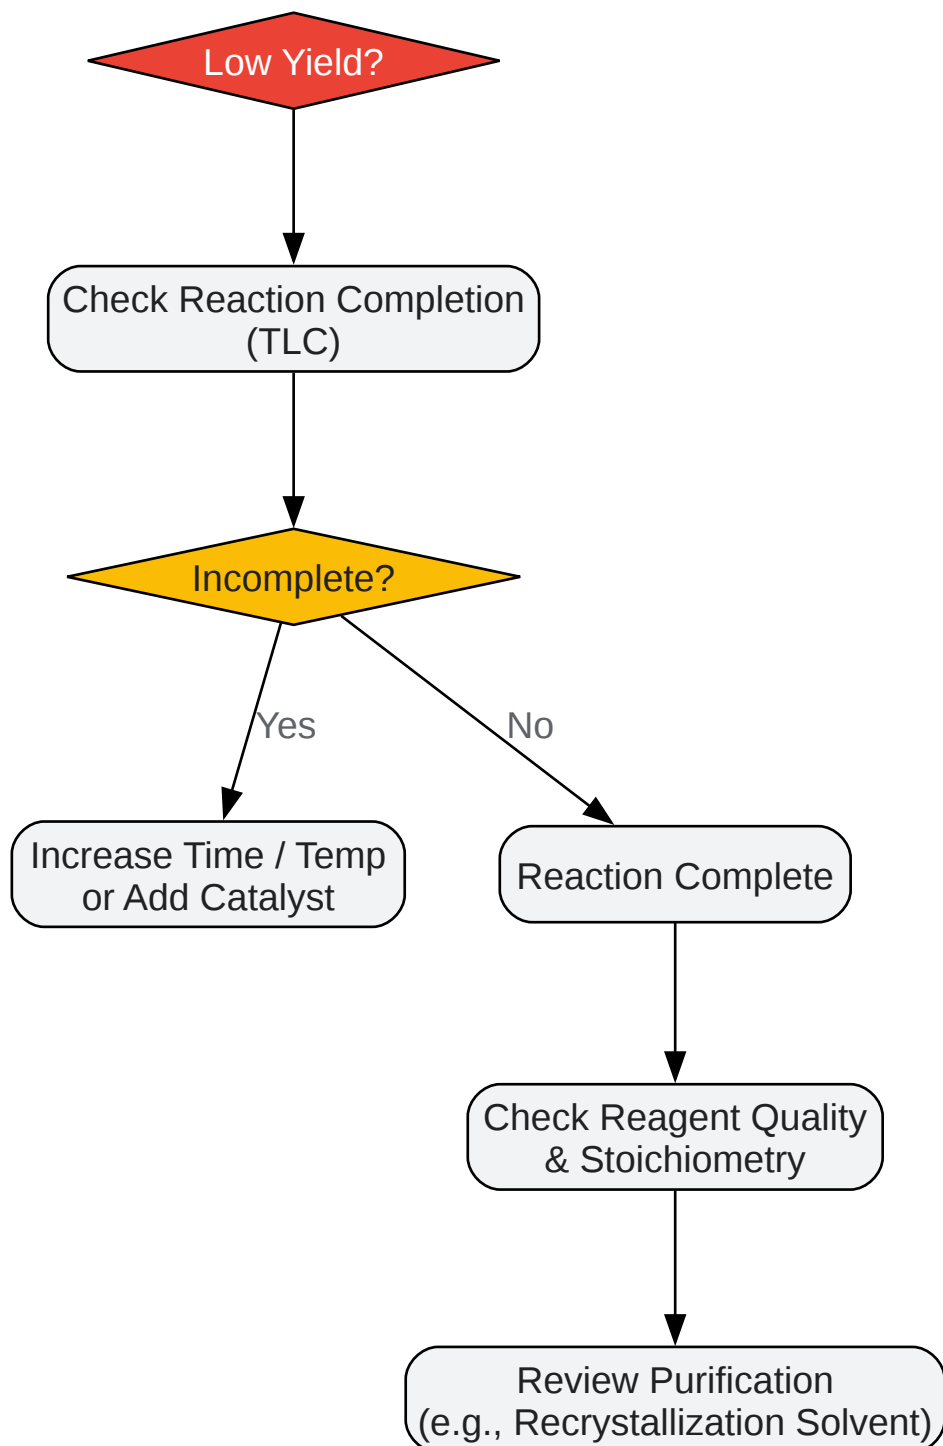 Low Yield?
Check Reaction Completion
(TLC)
Incomplete?
Yes
No
Increase Time / Temp
or Add Catalyst
Reaction Complete
Check Reagent Quality
& Stoichiometry
Review Purification
(e.g., Recrystallization Solvent)